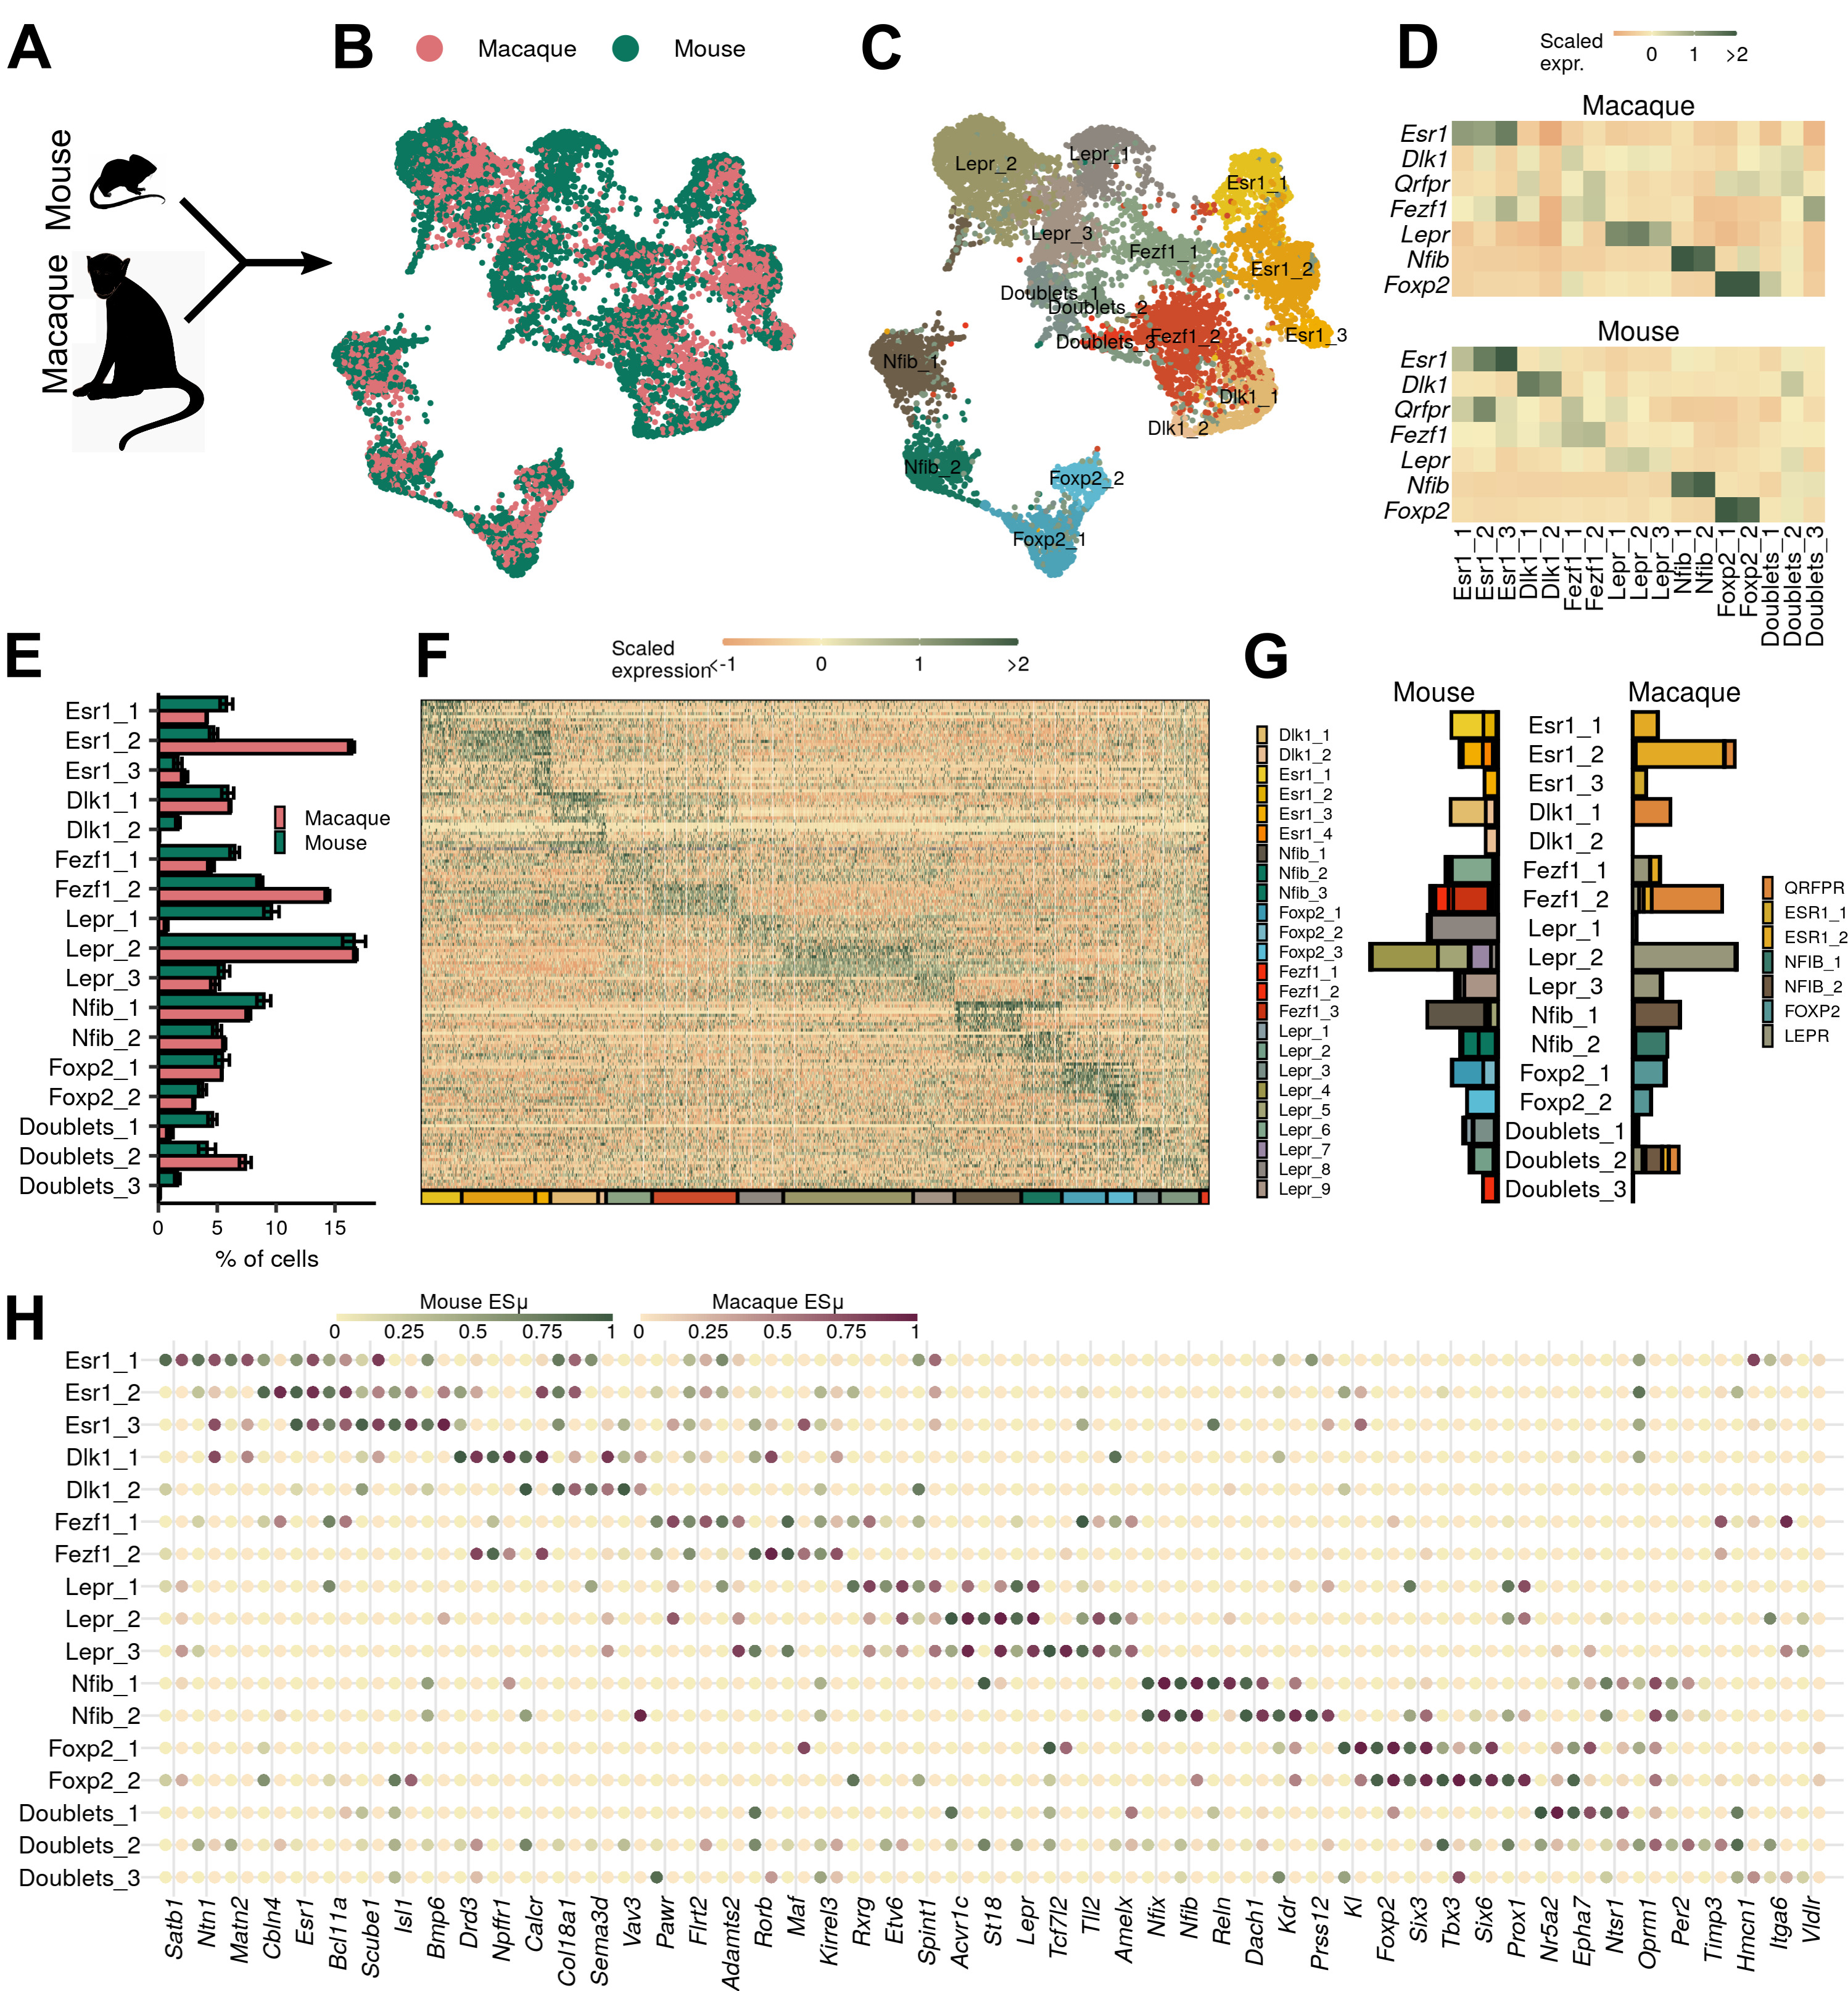 A
Mouse
Macaque
B
Macaque
Mouse
C
Lepr_2
Lepr_1
Esr1_1
Lepr_3
Fezf1_1
Esr1_2
Doublets_1
Doublets_2
Doublets_3
Fezf1_2
Esr1_3
Nfib_1
Dlk1_1
Dlk1_2
Nfib_2
Foxp2_2
Foxp2_1
D
Scaled
expr.
0 1 >2
Macaque
Esr1
Dlk1
Qrfpr
Fezf1
Lepr
Nfib
Foxp2
Mouse
Esr1
Dlk1
Qrfpr
Fezf1
Lepr
Nfib
Foxp2
Esr1_1
Esr1_2
Esr1_3
Dlk1_1
Dlk1_2
Fezf1_1
Fezf1_2
Lepr_1
Lepr_2
Lepr_3
Nfib_1
Nfib_2
Foxp2_1
Foxp2_2
Doublets_1
Doublets_2
Doublets_3
E
Esr1_1
Esr1_2
Esr1_3
Dlk1_1
Dlk1_2
Fezf1_1
Fezf1_2
Lepr_1
Lepr_2
Lepr_3
Nfib_1
Nfib_2
Foxp2_1
Foxp2_2
Doublets_1
Doublets_2
Doublets_3
Macaque
Mouse
0 5 10 15
% of cells
F
Scaled
expression
<-1 0 1 >2
G
Dlk1_1
Dlk1_2
Esr1_1
Esr1_2
Esr1_3
Esr1_4
Nfib_1
Nfib_2
Nfib_3
Foxp2_1
Foxp2_2
Foxp2_3
Fezf1_1
Fezf1_2
Fezf1_3
Lepr_1
Lepr_2
Lepr_3
Lepr_4
Lepr_5
Lepr_6
Lepr_7
Lepr_8
Lepr_9
Mouse
Macaque
Esr1_1
Esr1_2
Esr1_3
Dlk1_1
Dlk1_2
Fezf1_1
Fezf1_2
Lepr_1
Lepr_2
Lepr_3
Nfib_1
Nfib_2
Foxp2_1
Foxp2_2
Doublets_1
Doublets_2
Doublets_3
QRFPR
ESR1_1
ESR1_2
NFIB_1
NFIB_2
FOXP2
LEPR
H
Mouse ESμ
0 0.25 0.5 0.75 1
Macaque ESμ
0 0.25 0.5 0.75 1
Esr1_1
Esr1_2
Esr1_3
Dlk1_1
Dlk1_2
Fezf1_1
Fezf1_2
Lepr_1
Lepr_2
Lepr_3
Nfib_1
Nfib_2
Foxp2_1
Foxp2_2
Doublets_1
Doublets_2
Doublets_3
Satb1
Ntn1
Matn2
Cbln4
Esr1
Bcl11a
Scube1
Isl1
Bmp6
Drd3
Npffr1
Calcr
Col18a1
Sema3d
Vav3
Pawr
Flrt2
Adamts2
Rorb
Maf
Kirrel3
Rxrg
Etv6
Spint1
Acvr1c
St18
Lepr
Tcf7l2
Tll2
Amelx
Nfix
Nfib
Reln
Dach1
Kdr
Prss12
Kl
Foxp2
Six3
Tbx3
Six6
Prox1
Nr5a2
Epha7
Ntsr1
Oprm1
Per2
Timp3
Hmcn1
Itga6
Vldlr